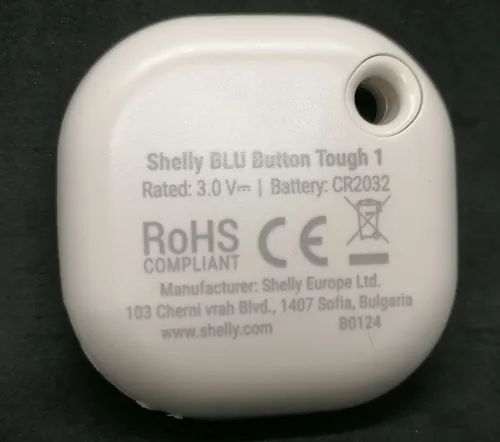 Shelly BLU Button Tough 1
Rated: 3.0 V⎓ | Battery: CR2032
RoHS
COMPLIANT
CE
Manufacturer: Shelly Europe Ltd.
103 Cherni vrah Blvd., 1407 Sofia, Bulgaria
www.shelly.com B0124